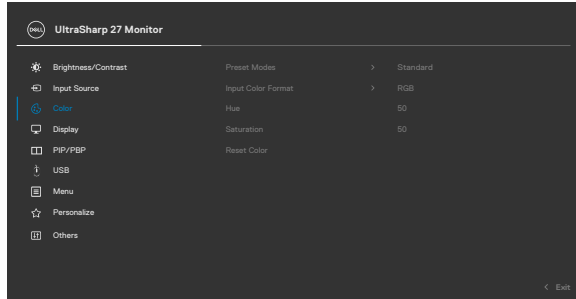 DELL UltraSharp 27 Monitor
Brightness/Contrast Preset Modes > Standard
Input Source Input Color Format > RGB
Color Hue 50
Display Saturation 50
PIP/PBP Reset Color
USB
Menu
Personalize
Others
< Exit